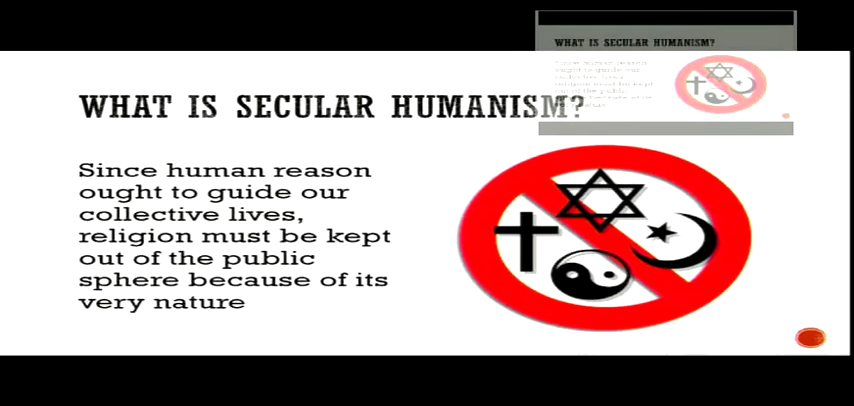 WHAT IS SECULAR HUMANISM?
WHAT IS SECULAR HUMANISM?
Since human reason
ought to guide our
collective lives,
religion must be kept
out of the public
sphere because of its
very nature